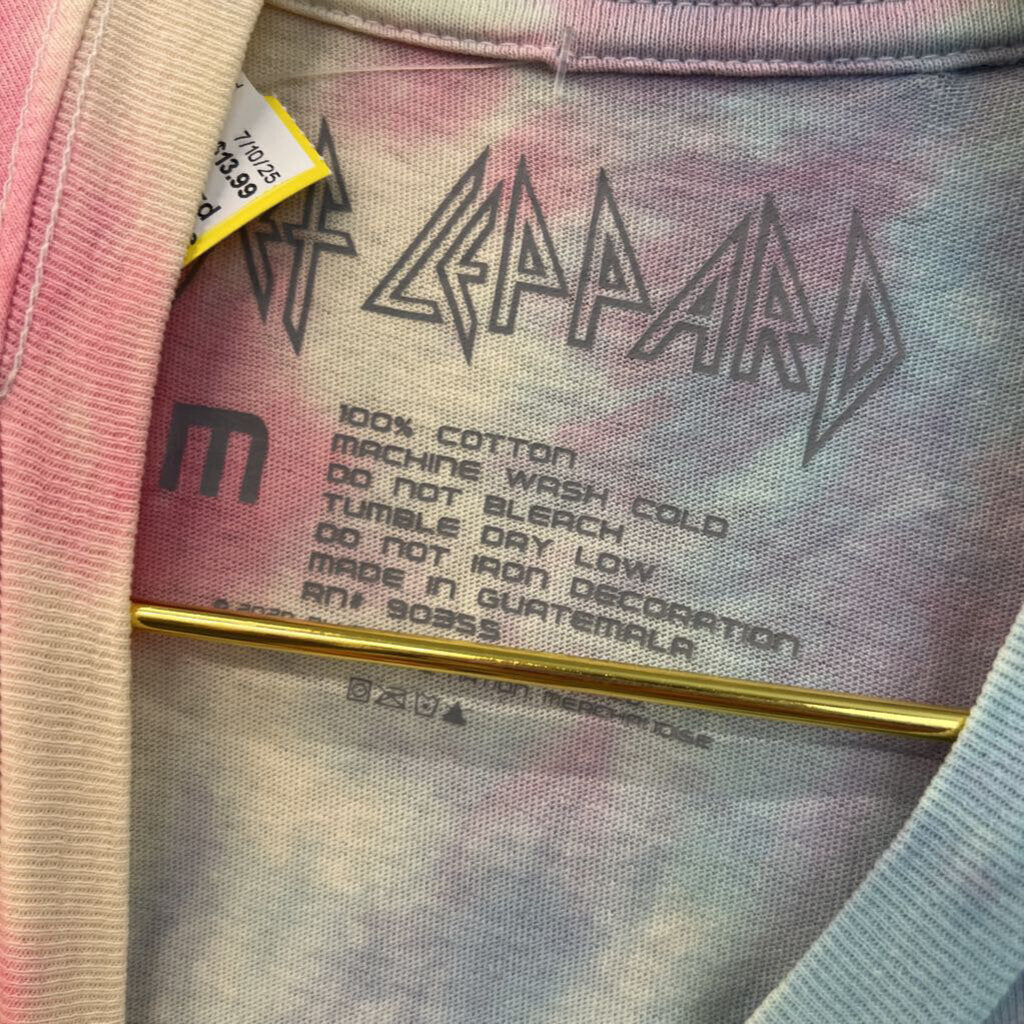 7/10/25
$13.99
LEPPARD
m
100% COTTON
MACHINE WASH COLD
DO NOT BLEACH
TUMBLE DRY LOW
DO NOT IRON DECORATION
MADE IN GUATEMALA
RN# 90355
MERCHANDISE